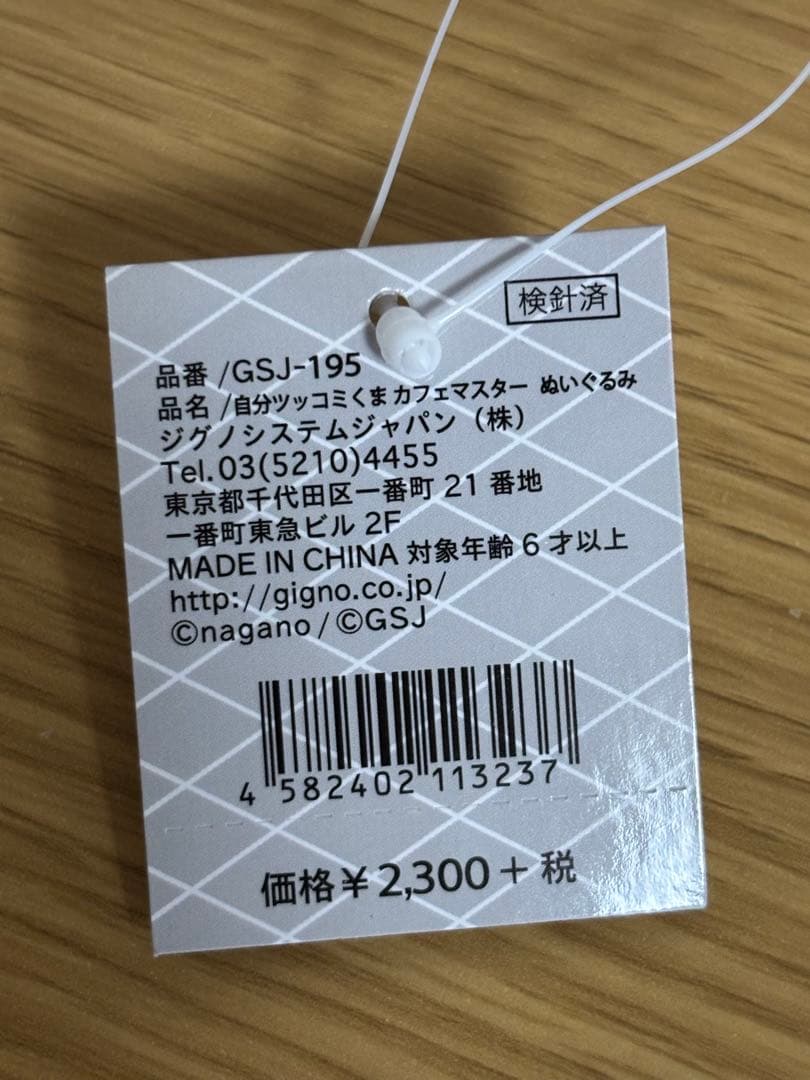 検針済
品番 /GSJ-195
品名 /自分ツッコミくま カフェマスター ぬいぐるみ
ジグノシステムジャパン（株）
Tel.03(5210)4455
東京都千代田区一番町 21 番地
一番町東急ビル 2F
MADE IN CHINA 対象年齢 6 才以上
http://gigno.co.jp/
©nagano / ©GSJ
4 582402 113237
価格¥2,300＋税